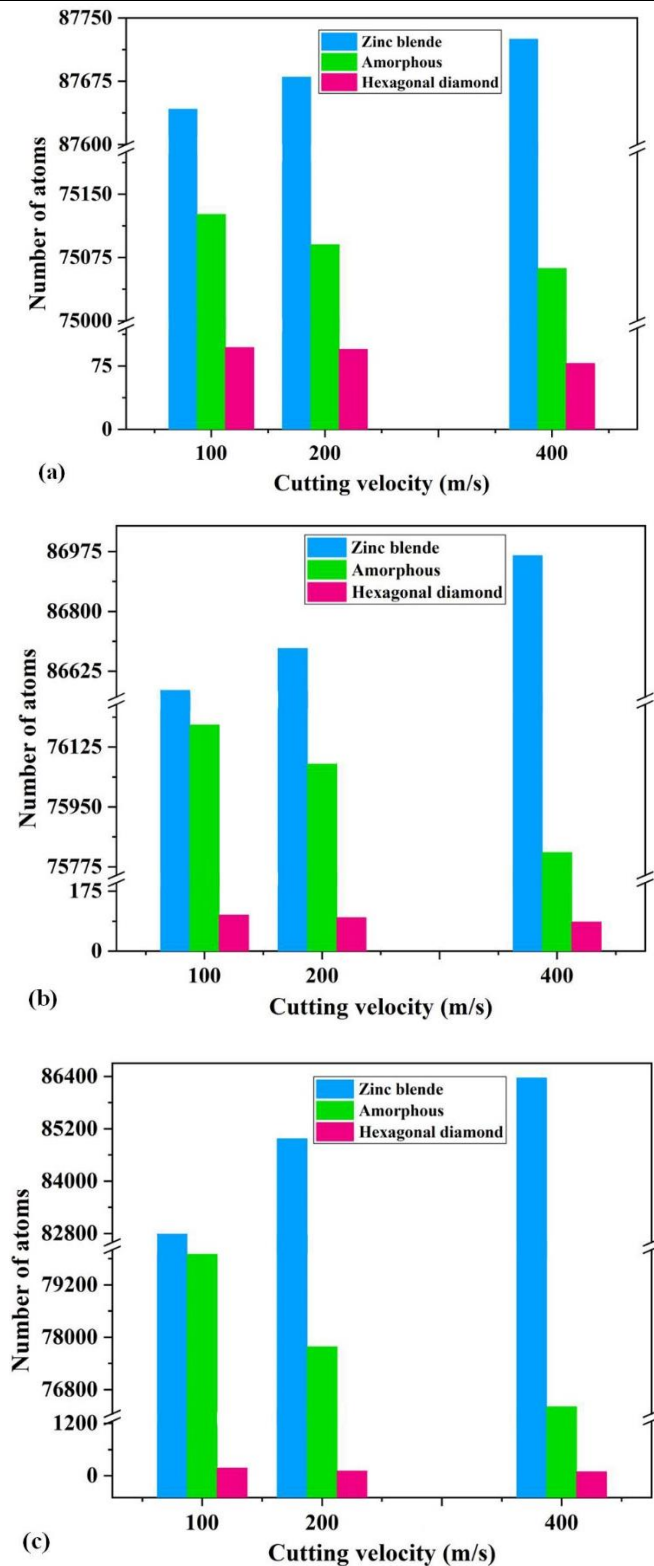 87750
87675
87600
75150
75075
75000
75
0
Number of atoms
Zinc blende
Amorphous
Hexagonal diamond
100 200 400
Cutting velocity (m/s)
(a)
86975
86800
86625
76125
75950
75775
175
0
Number of atoms
Zinc blende
Amorphous
Hexagonal diamond
100 200 400
Cutting velocity (m/s)
(b)
86400
85200
84000
82800
79200
78000
76800
1200
0
Number of atoms
Zinc blende
Amorphous
Hexagonal diamond
100 200 400
Cutting velocity (m/s)
(c)